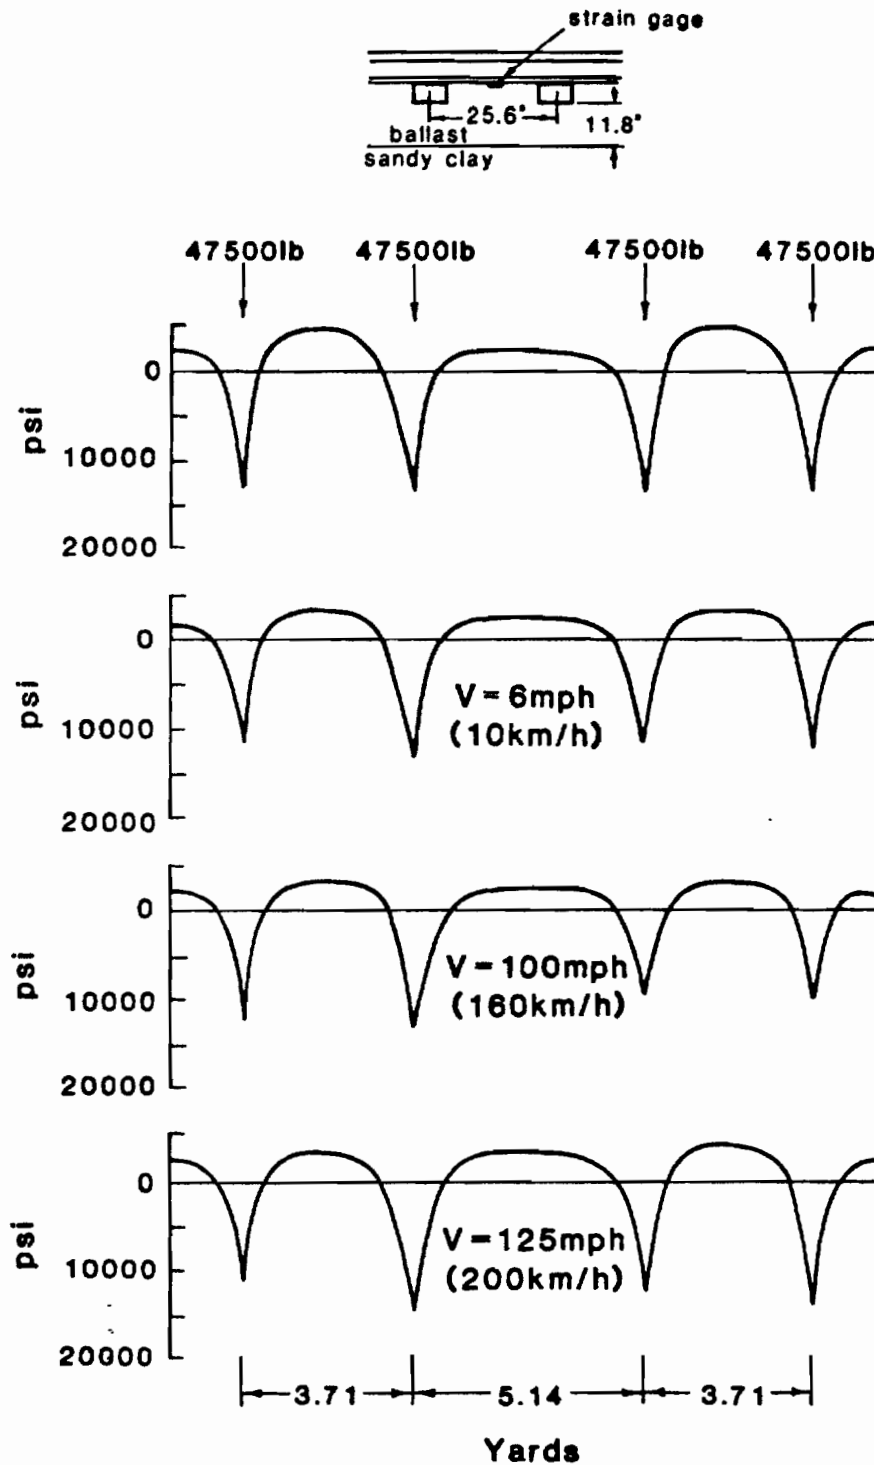 strain gage
25.6"
11.8"
ballast
sandy clay
47500lb 47500lb 47500lb 47500lb
0
psi
10000
20000
0
psi
10000
20000
V = 6mph
(10km/h)
0
psi
10000
20000
V = 100mph
(160km/h)
0
psi
10000
20000
V = 125mph
(200km/h)
3.71 5.14 3.71
Yards